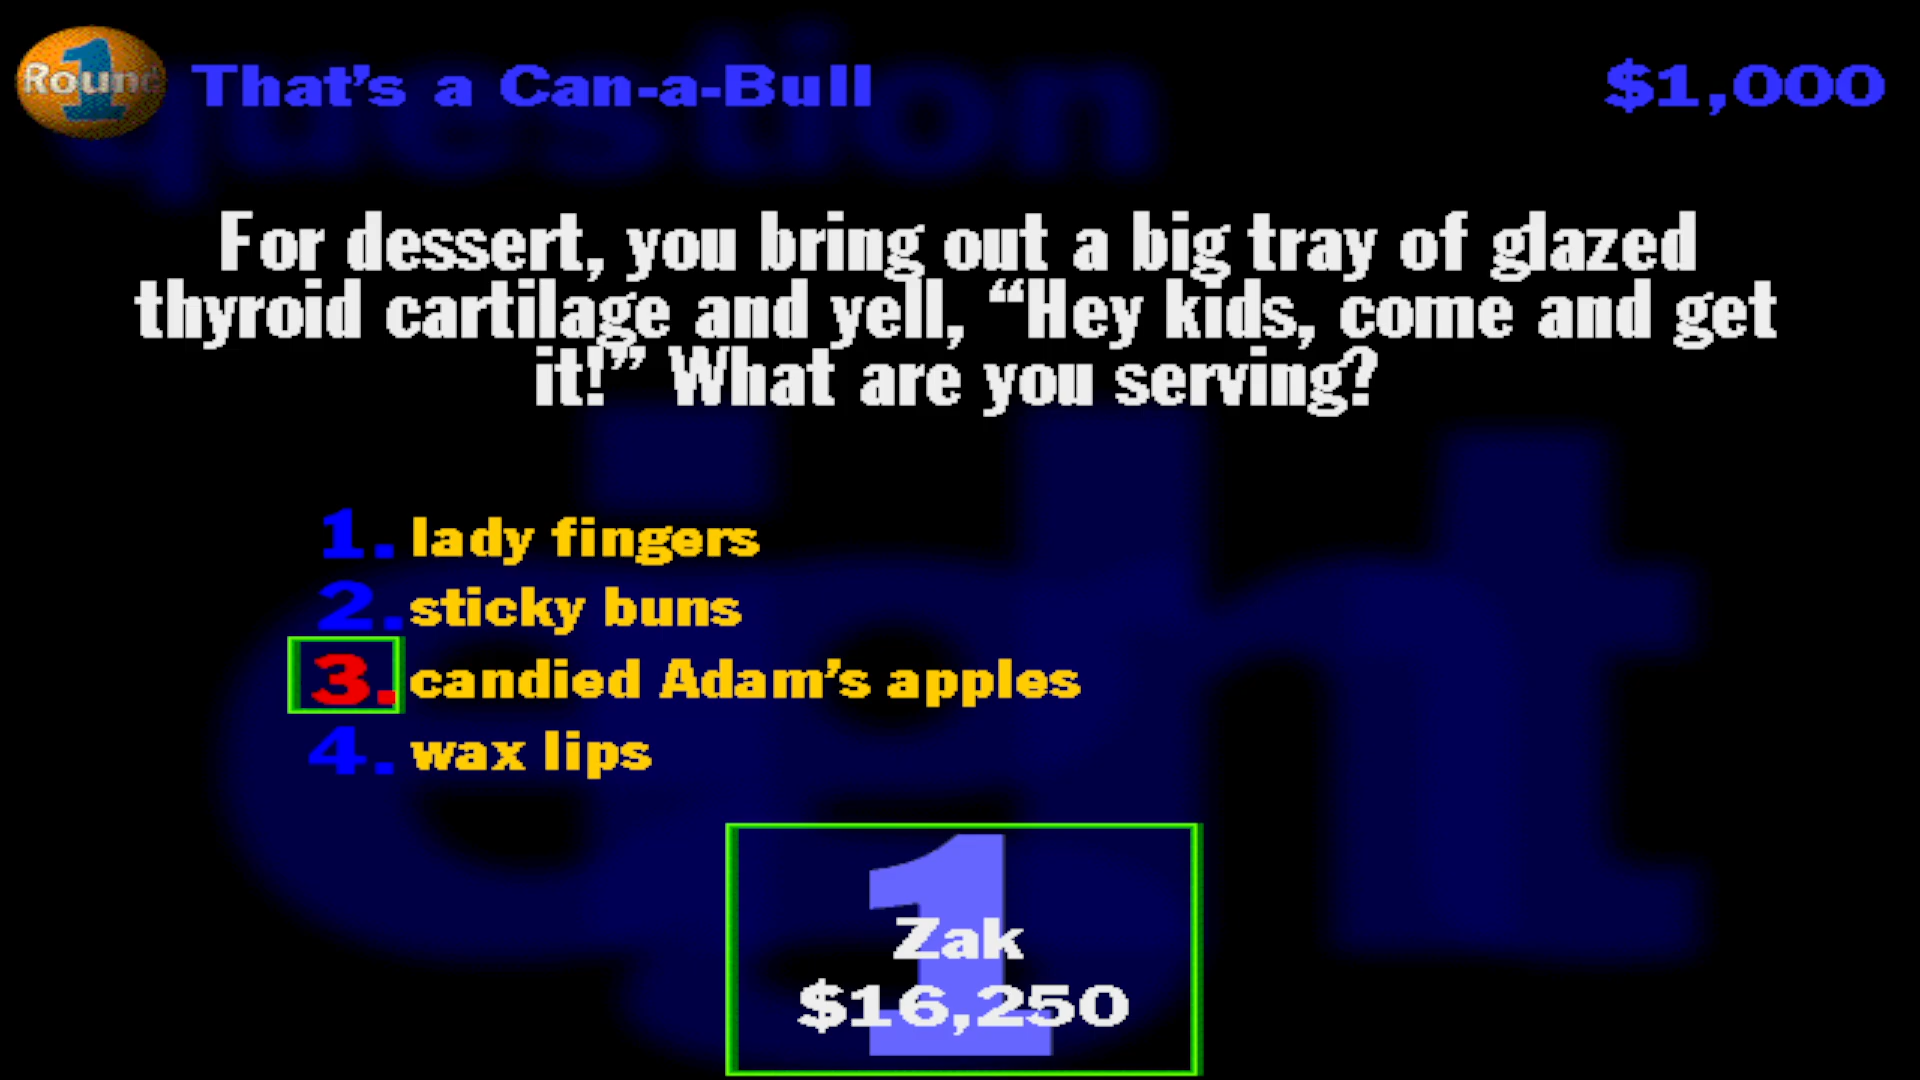 Round 1
That's a Can-a-Bull
$1,000
question
For dessert, you bring out a big tray of glazed
thyroid cartilage and yell, “Hey kids, come and get
it!” What are you serving?
1. lady fingers
2. sticky buns
3. candied Adam's apples
4. wax lips
eight
1
Zak
$16,250